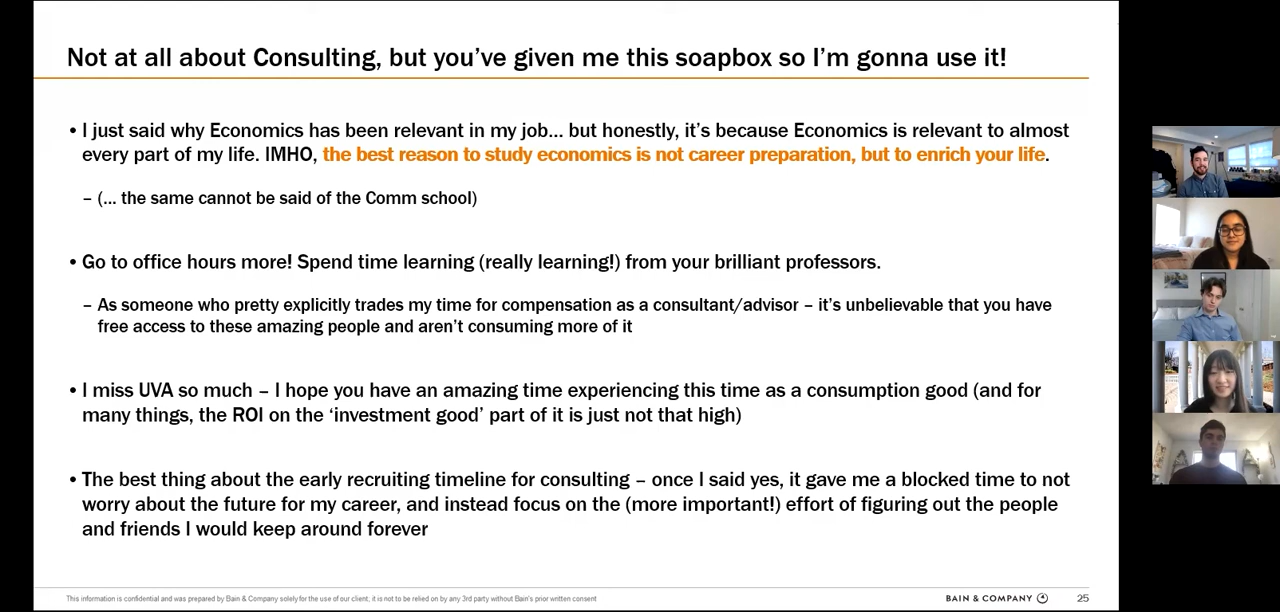 Not at all about Consulting, but you've given me this soapbox so I'm gonna use it!
• I just said why Economics has been relevant in my job... but honestly, it's because Economics is relevant to almost
every part of my life. IMHO, the best reason to study economics is not career preparation, but to enrich your life.
– (... the same cannot be said of the Comm school)
• Go to office hours more! Spend time learning (really learning!) from your brilliant professors.
– As someone who pretty explicitly trades my time for compensation as a consultant/advisor – it's unbelievable that you have
free access to these amazing people and aren't consuming more of it
• I miss UVA so much – I hope you have an amazing time experiencing this time as a consumption good (and for
many things, the ROI on the 'investment good' part of it is just not that high)
• The best thing about the early recruiting timeline for consulting – once I said yes, it gave me a blocked time to not
worry about the future for my career, and instead focus on the (more important!) effort of figuring out the people
and friends I would keep around forever
This information is confidential and was prepared by Bain & Company solely for the use of our client; it is not to be relied on by any 3rd party without Bain's prior written consent
BAIN & COMPANY
25